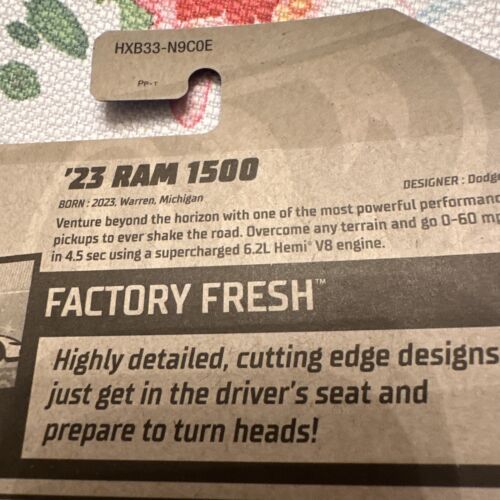 HXB33-N9C0E
PP-T
'23 RAM 1500
BORN : 2023, Warren, Michigan
DESIGNER : Dodge
Venture beyond the horizon with one of the most powerful performanc
pickups to ever shake the road. Overcome any terrain and go 0-60 mp
in 4.5 sec using a supercharged 6.2L Hemi® V8 engine.
FACTORY FRESH™
Highly detailed, cutting edge designs
just get in the driver's seat and
prepare to turn heads!